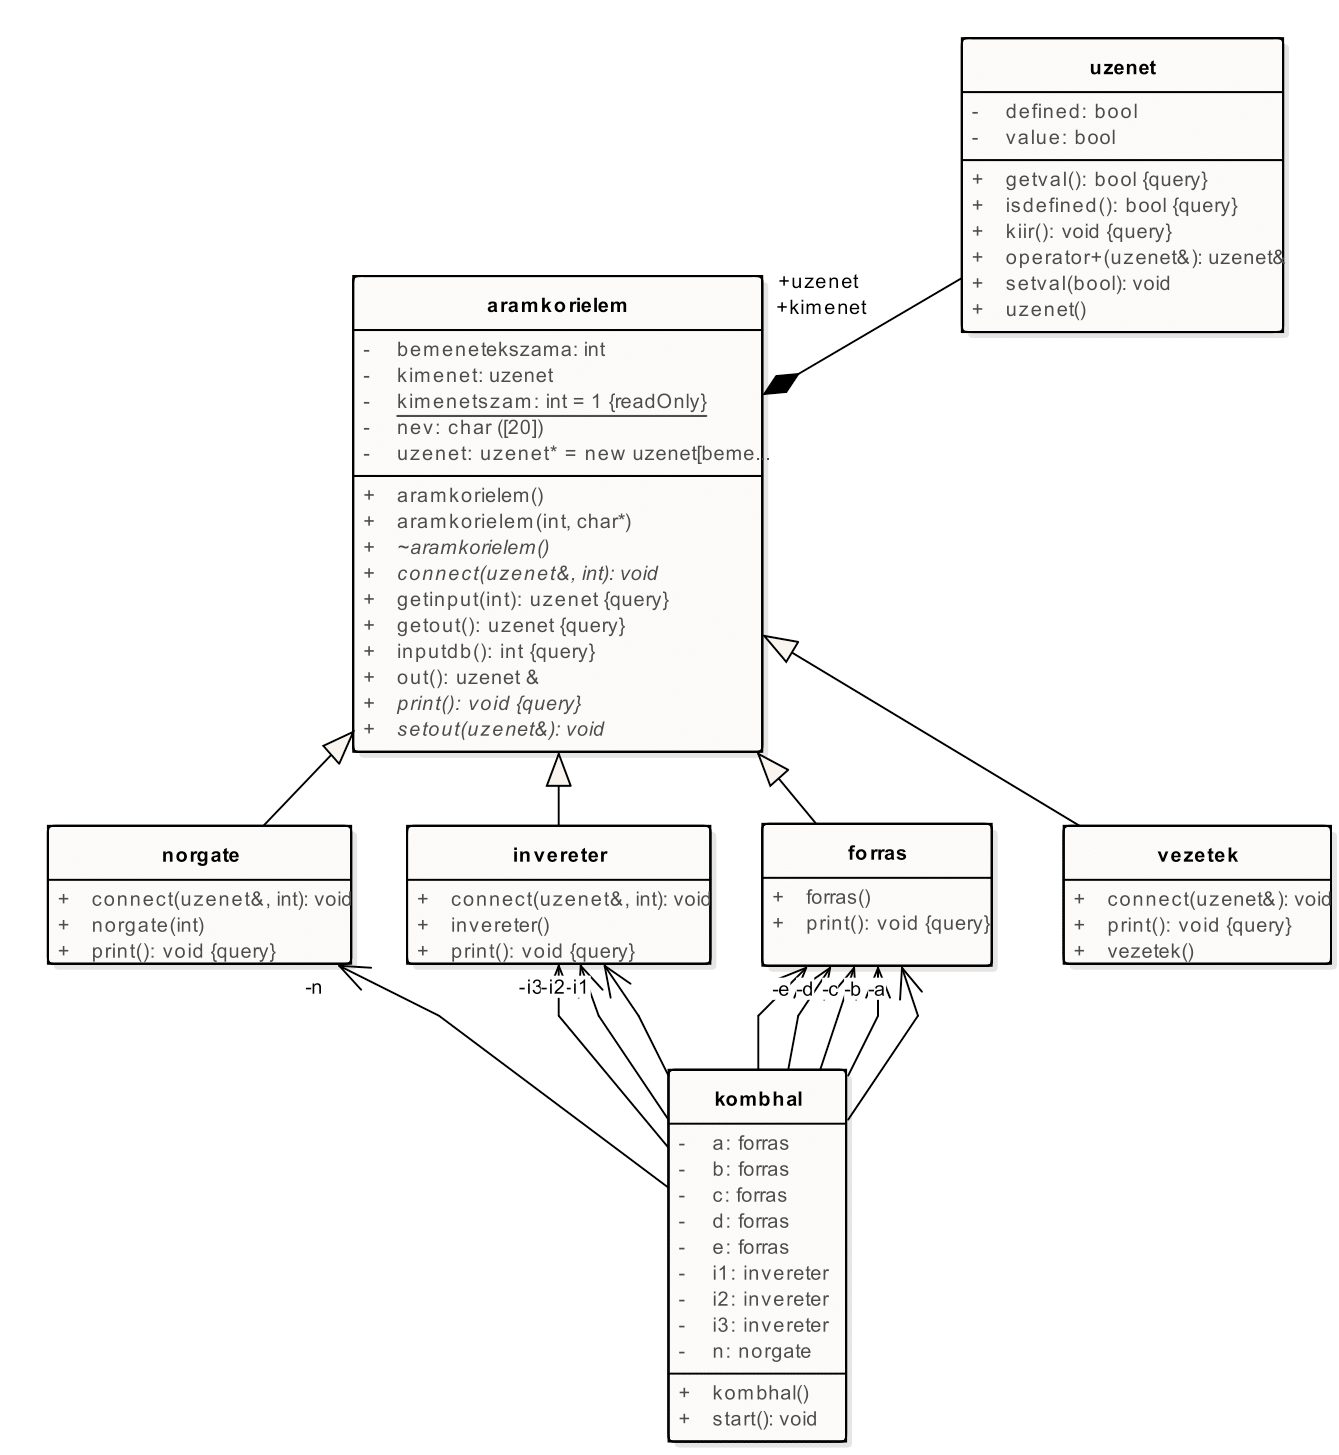 uzenet
- defined: bool
- value: bool
+ getval(): bool {query}
+ isdefined(): bool {query}
+ kiir(): void {query}
+ operator+(uzenet&): uzenet&
+ setval(bool): void
+ uzenet()
+uzenet
+kimenet
aramkorielem
- bemenetekszama: int
- kimenet: uzenet
- kimenetszam: int = 1 {readOnly}
- nev: char ([20])
- uzenet: uzenet* = new uzenet[beme...
+ aramkorielem()
+ aramkorielem(int, char*)
+ ~aramkorielem()
+ connect(uzenet&, int): void
+ getinput(int): uzenet {query}
+ getout(): uzenet {query}
+ inputdb(): int {query}
+ out(): uzenet &
+ print(): void {query}
+ setout(uzenet&): void
norgate
+ connect(uzenet&, int): void
+ norgate(int)
+ print(): void {query}
invereter
+ connect(uzenet&, int): void
+ invereter()
+ print(): void {query}
forras
+ forras()
+ print(): void {query}
vezetek
+ connect(uzenet&): void
+ print(): void {query}
+ vezetek()
-n
-i3
-i2
-i1
-e
-d
-c
-b
-a
kombhal
- a: forras
- b: forras
- c: forras
- d: forras
- e: forras
- i1: invereter
- i2: invereter
- i3: invereter
- n: norgate
+ kombhal()
+ start(): void